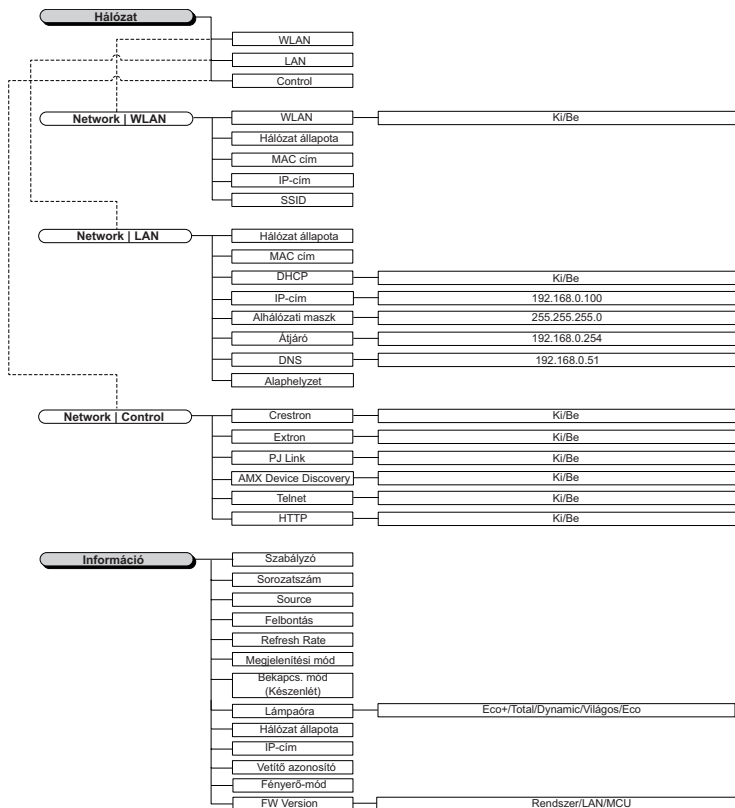 Hálózat
WLAN
LAN
Control
Network | WLAN
WLAN
Ki/Be
Hálózat állapota
MAC cím
IP-cím
SSID
Network | LAN
Hálózat állapota
MAC cím
DHCP
Ki/Be
IP-cím
192.168.0.100
Alhálózati maszk
255.255.255.0
Átjáró
192.168.0.254
DNS
192.168.0.51
Alaphelyzet
Network | Control
Crestron
Ki/Be
Extron
Ki/Be
PJ Link
Ki/Be
AMX Device Discovery
Ki/Be
Telnet
Ki/Be
HTTP
Ki/Be
Információ
Szabályzó
Sorozatszám
Source
Felbontás
Refresh Rate
Megjelenítési mód
Bekapcs. mód
(Készenlét)
Lámpaóra
Eco+/Total/Dynamic/Világos/Eco
Hálózat állapota
IP-cím
Vetítő azonosító
Fényerő-mód
FW Version
Rendszer/LAN/MCU